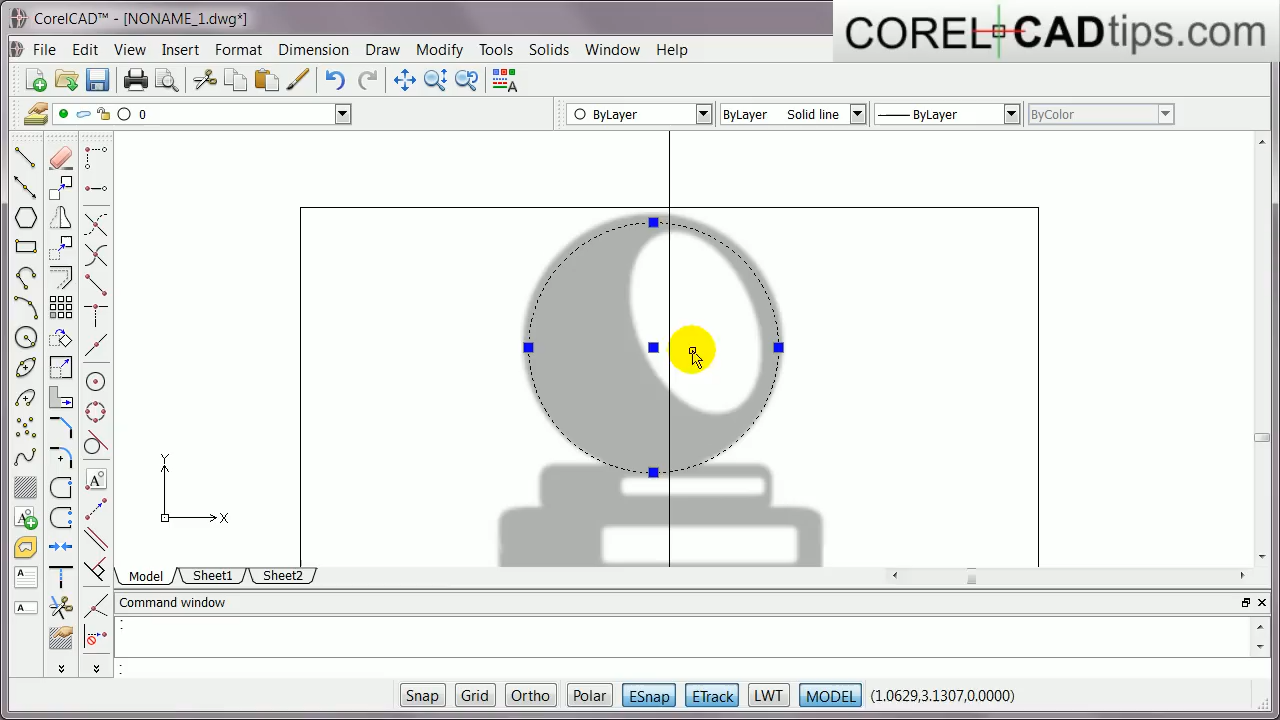 CorelCAD™ - [NONAME_1.dwg*]
COREL CADtips.com
File Edit View Insert Format Dimension Draw Modify Tools Solids Window Help
0 ByLayer ByLayer Solid line ByLayer ByColor
Y
X
Model Sheet1 Sheet2
Command window
:
:
Snap Grid Ortho Polar ESnap ETrack LWT MODEL (1.0629,3.1307,0.0000)